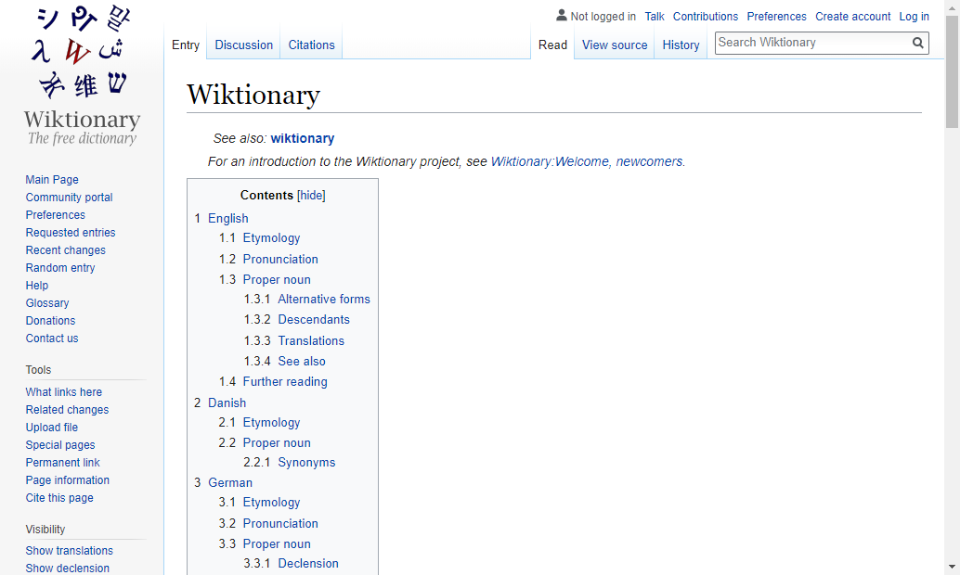 シ 말
λ W ش
维 ש
Wiktionary
The free dictionary
Main Page
Community portal
Preferences
Requested entries
Recent changes
Random entry
Help
Glossary
Donations
Contact us
Tools
What links here
Related changes
Upload file
Special pages
Permanent link
Page information
Cite this page
Visibility
Show translations
Show declension
Not logged in Talk Contributions Preferences Create account Log in
Entry Discussion Citations Read View source History Search Wiktionary
Wiktionary
See also: wiktionary
For an introduction to the Wiktionary project, see Wiktionary:Welcome, newcomers.
Contents [hide]
1 English
1.1 Etymology
1.2 Pronunciation
1.3 Proper noun
1.3.1 Alternative forms
1.3.2 Descendants
1.3.3 Translations
1.3.4 See also
1.4 Further reading
2 Danish
2.1 Etymology
2.2 Proper noun
2.2.1 Synonyms
3 German
3.1 Etymology
3.2 Pronunciation
3.3 Proper noun
3.3.1 Declension